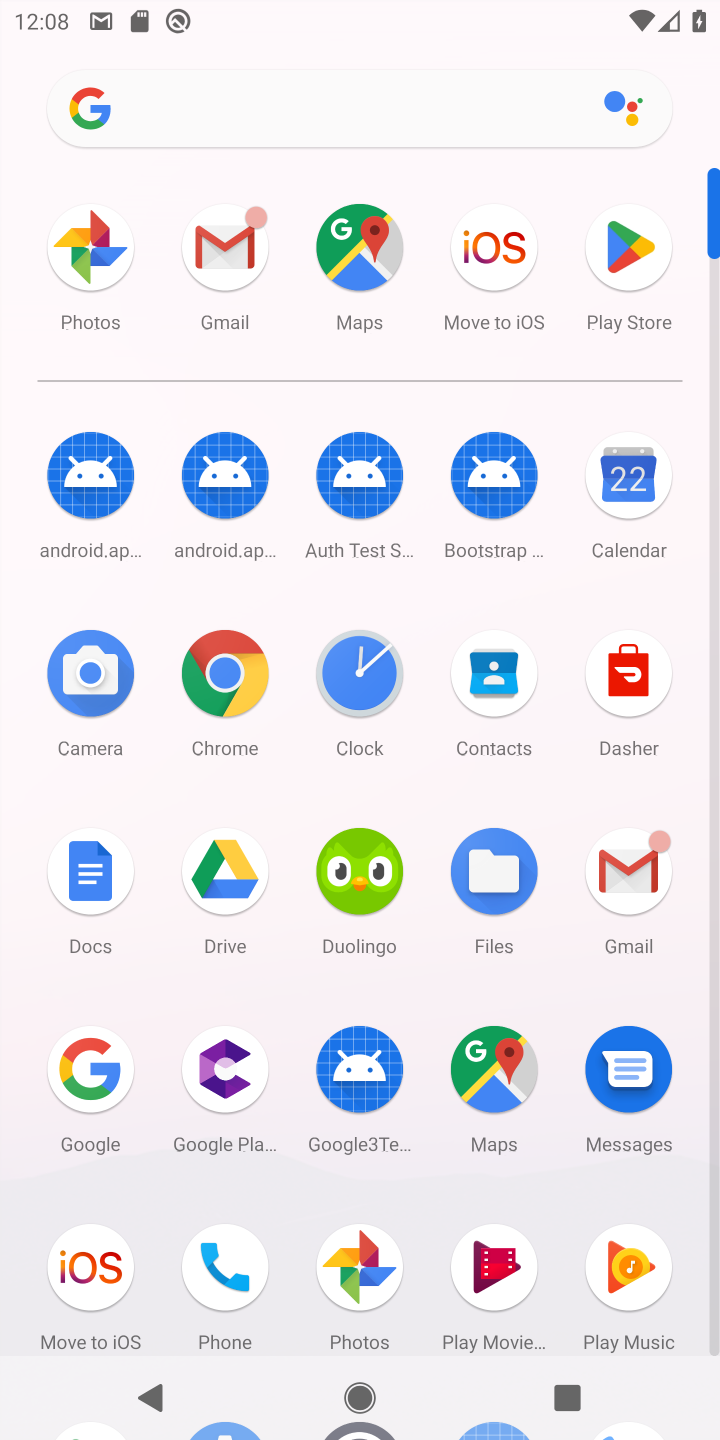 12:08
Photos Gmail Maps Move to iOS Play Store
android.ap... android.ap... Auth Test S... Bootstrap ... Calendar
22
Camera Chrome Clock Contacts Dasher
Docs Drive Duolingo Files Gmail
Google Google Pla... Google3Te... Maps Messages
Move to iOS Phone Photos Play Movie... Play Music